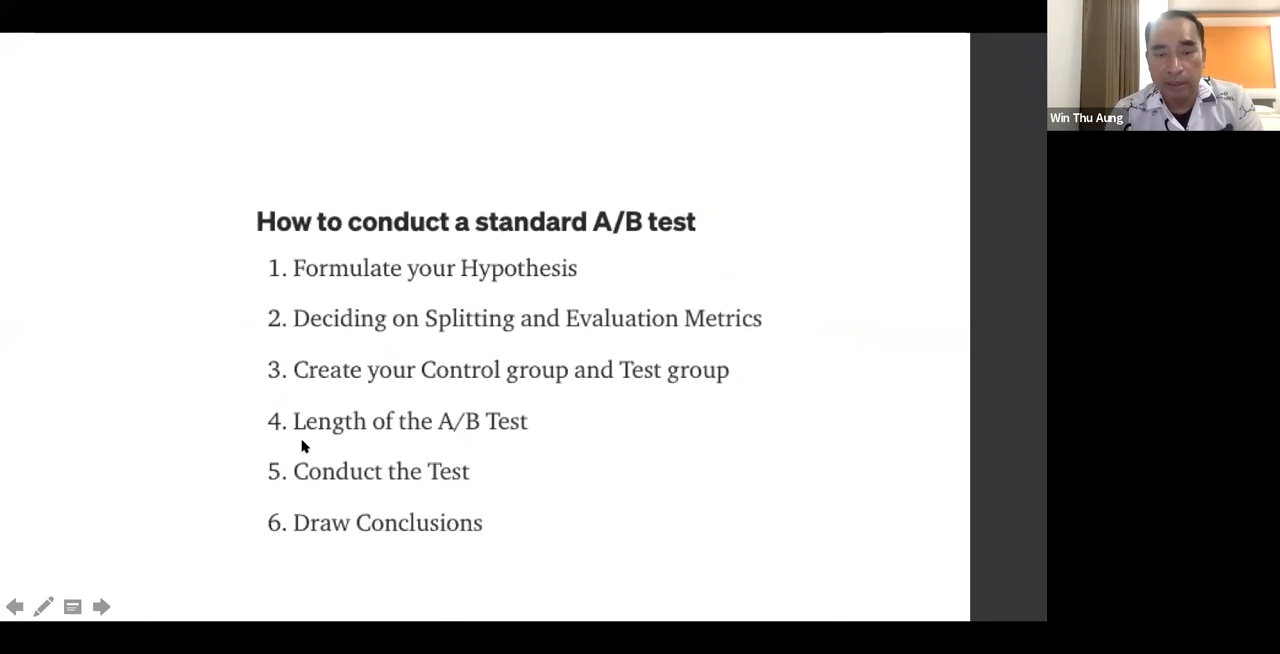 How to conduct a standard A/B test
1. Formulate your Hypothesis
2. Deciding on Splitting and Evaluation Metrics
3. Create your Control group and Test group
4. Length of the A/B Test
5. Conduct the Test
6. Draw Conclusions
Win Thu Aung